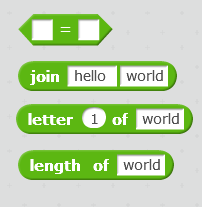 =
join hello world
letter 1 of world
length of world